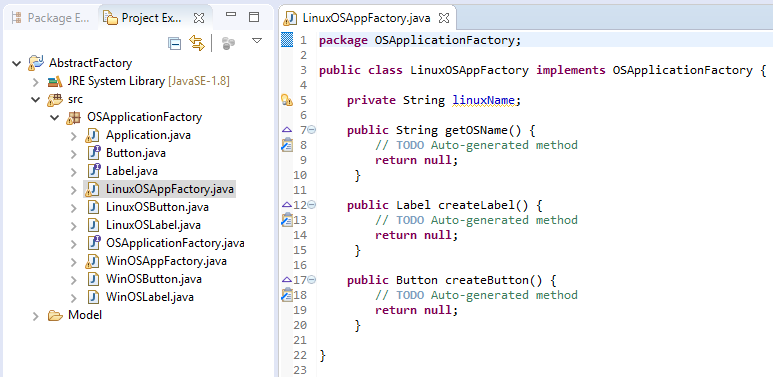 Package E...
Project Ex...
AbstractFactory
JRE System Library [JavaSE-1.8]
src
OSApplicationFactory
Application.java
Button.java
Label.java
LinuxOSAppFactory.java
LinuxOSButton.java
LinuxOSLabel.java
OSApplicationFactory.java
WinOSAppFactory.java
WinOSButton.java
WinOSLabel.java
Model
LinuxOSAppFactory.java
1 package OSApplicationFactory;
2
3 public class LinuxOSAppFactory implements OSApplicationFactory {
4
5 private String linuxName;
6
7 public String getOSName() {
8 // TODO Auto-generated method
9 return null;
10 }
11
12 public Label createLabel() {
13 // TODO Auto-generated method
14 return null;
15 }
16
17 public Button createButton() {
18 // TODO Auto-generated method
19 return null;
20 }
21
22 }
23